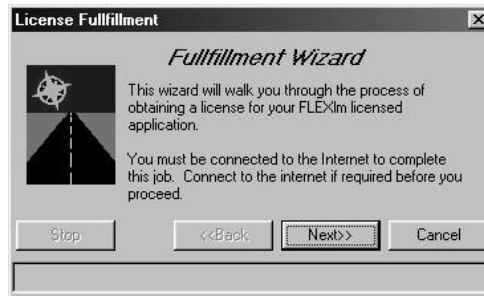 License Fullfillment
Fullfillment Wizard
This wizard will walk you through the process of
obtaining a license for your FLEXlm licensed
application.
You must be connected to the Internet to complete
this job. Connect to the internet if required before you
proceed.
Stop
<<Back
Next>>
Cancel